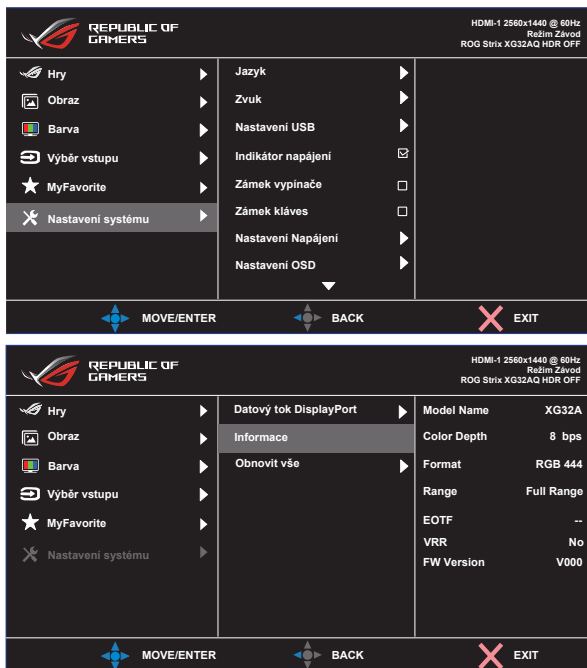 REPUBLIC OF
GAMERS
HDMI-1 2560x1440 @ 60Hz
Režim Závod
ROG Strix XG32AQ HDR OFF
Hry
Obraz
Barva
Výběr vstupu
MyFavorite
Nastavení systému
Jazyk
Zvuk
Nastavení USB
Indikátor napájení
Zámek vypínače
Zámek kláves
Nastavení Napájení
Nastavení OSD
MOVE/ENTER
BACK
EXIT
REPUBLIC OF
GAMERS
HDMI-1 2560x1440 @ 60Hz
Režim Závod
ROG Strix XG32AQ HDR OFF
Hry
Obraz
Barva
Výběr vstupu
MyFavorite
Nastavení systému
Datový tok DisplayPort
Informace
Obnovit vše
Model Name XG32A
Color Depth 8 bps
Format RGB 444
Range Full Range
EOTF --
VRR No
FW Version V000
MOVE/ENTER
BACK
EXIT